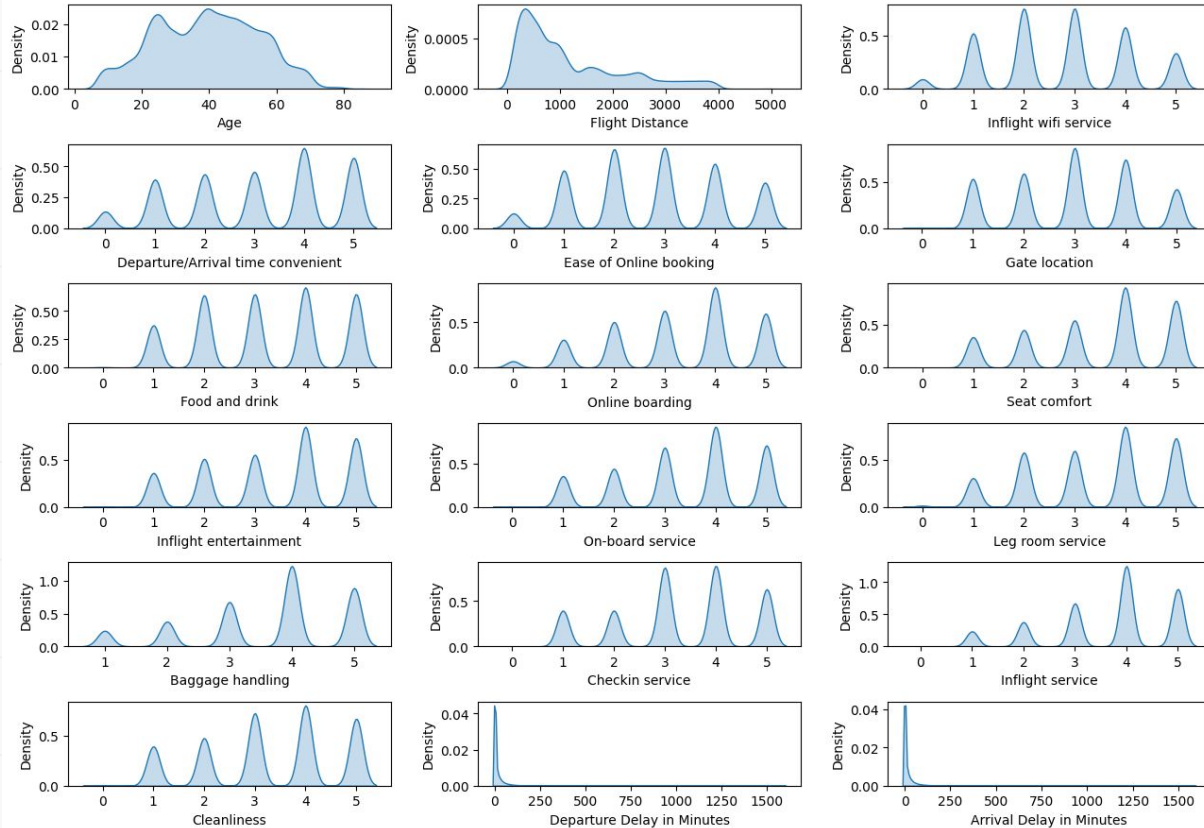 Density
0.02
0.01
0.00
0 20 40 60 80
Age
Density
0.0005
0.0000
0 1000 2000 3000 4000 5000
Flight Distance
Density
0.5
0.0
0 1 2 3 4 5
Inflight wifi service
Density
0.50
0.25
0.00
0 1 2 3 4 5
Departure/Arrival time convenient
Density
0.50
0.25
0.00
0 1 2 3 4 5
Ease of Online booking
Density
0.5
0.0
0 1 2 3 4 5
Gate location
Density
0.50
0.25
0.00
0 1 2 3 4 5
Food and drink
Density
0.5
0.0
0 1 2 3 4 5
Online boarding
Density
0.5
0.0
0 1 2 3 4 5
Seat comfort
Density
0.5
0.0
0 1 2 3 4 5
Inflight entertainment
Density
0.5
0.0
0 1 2 3 4 5
On-board service
Density
0.5
0.0
0 1 2 3 4 5
Leg room service
Density
1.0
0.5
0.0
1 2 3 4 5
Baggage handling
Density
0.5
0.0
0 1 2 3 4 5
Checkin service
Density
1.0
0.5
0.0
0 1 2 3 4 5
Inflight service
Density
0.5
0.0
0 1 2 3 4 5
Cleanliness
Density
0.04
0.02
0.00
0 250 500 750 1000 1250 1500
Departure Delay in Minutes
Density
0.04
0.02
0.00
0 250 500 750 1000 1250 1500
Arrival Delay in Minutes